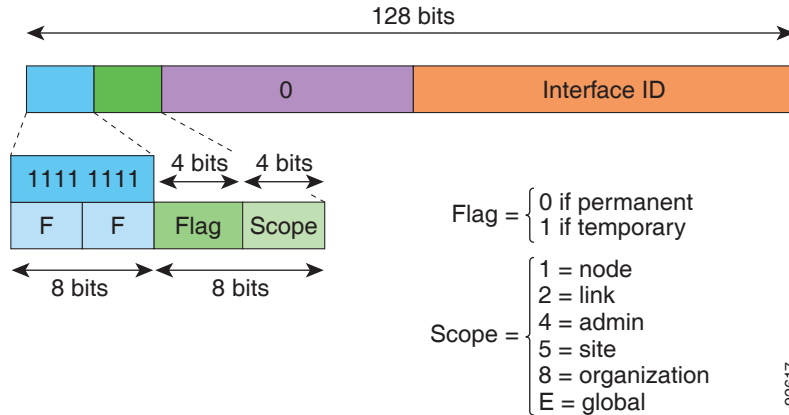 128 bits
0
Interface ID
4 bits
4 bits
1111 1111
F
F
Flag
Scope
8 bits
8 bits
Flag =
0 if permanent
1 if temporary
Scope =
1 = node
2 = link
4 = admin
5 = site
8 = organization
E = global